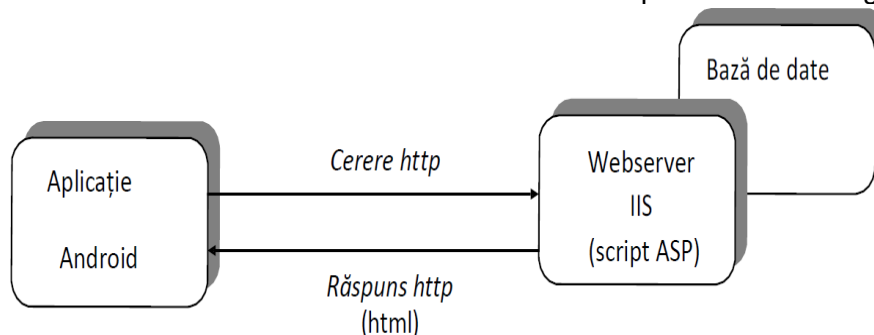 Bază de date
Cerere http
Webserver
IIS
(script ASP)
Aplicație
Android
Răspuns http
(html)